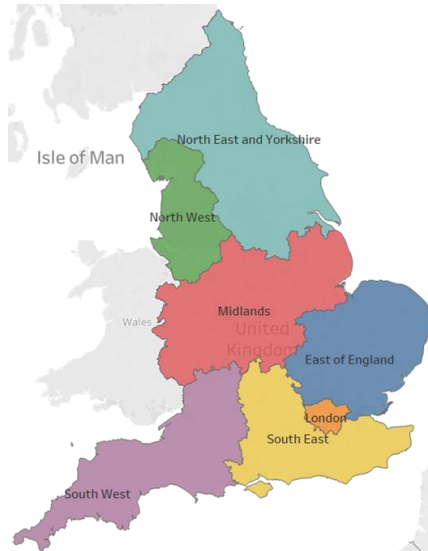 North East and Yorkshire
Isle of Man
North West
Midlands
Wales
United
Kingdom
East of England
London
South East
South West